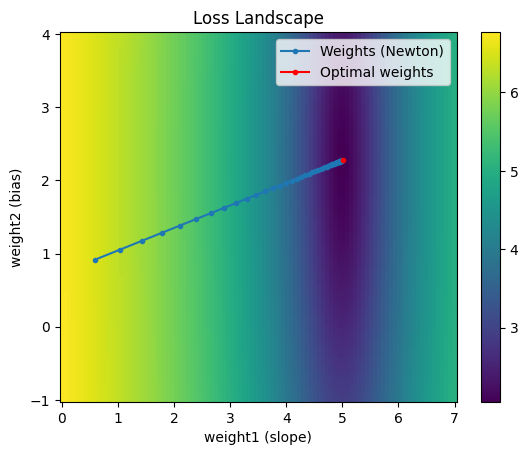 Loss Landscape
Weights (Newton)
Optimal weights
weight2 (bias)
4
3
2
1
0
−1
0 1 2 3 4 5 6 7
weight1 (slope)
6
5
4
3